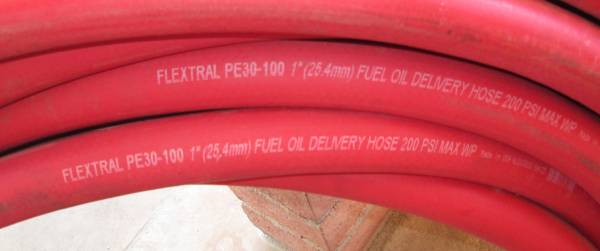 FLEXTRAL PE30-100 1" (25.4mm) FUEL OIL DELIVERY HOSE 200 PSI MAX WP
FLEXTRAL PE30-100 1" (25.4mm) FUEL OIL DELIVERY HOSE 200 PSI MAX WP